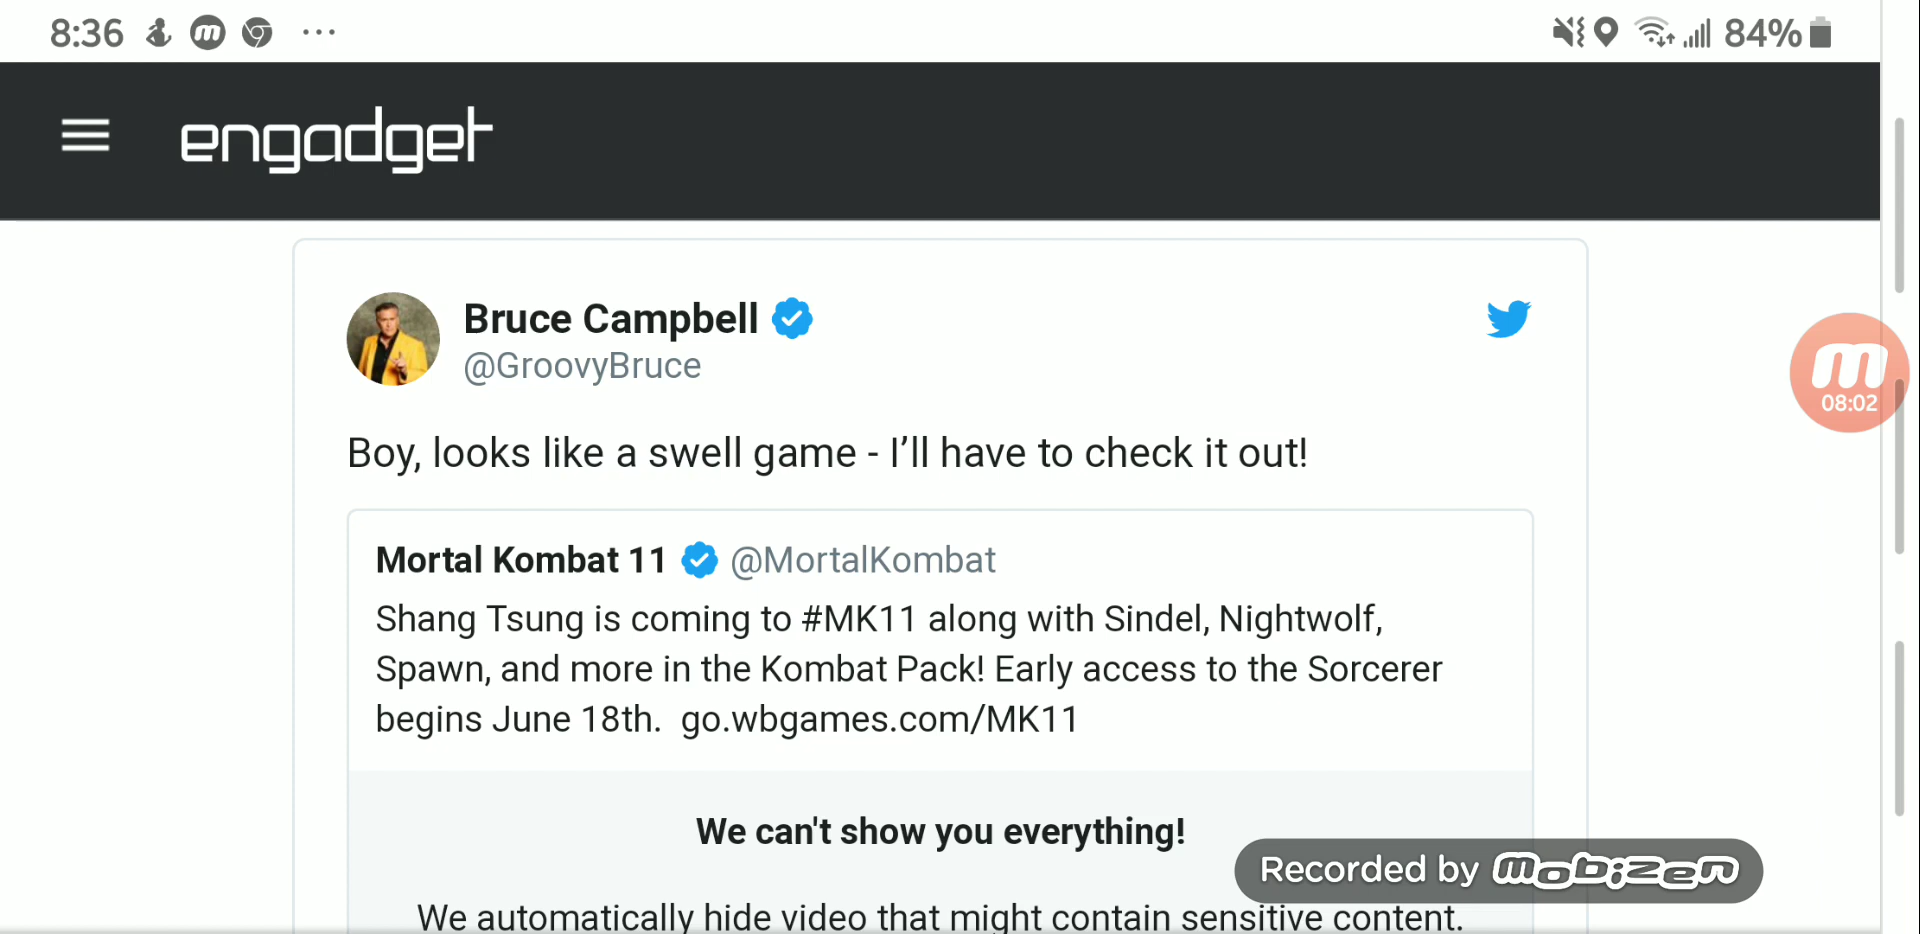 8:36
84%
engadget
Bruce Campbell
@GroovyBruce
Boy, looks like a swell game - I’ll have to check it out!
Mortal Kombat 11 @MortalKombat
Shang Tsung is coming to #MK11 along with Sindel, Nightwolf,
Spawn, and more in the Kombat Pack! Early access to the Sorcerer
begins June 18th. go.wbgames.com/MK11
We can't show you everything!
We automatically hide video that might contain sensitive content.
m
08:02
Recorded by mobizen